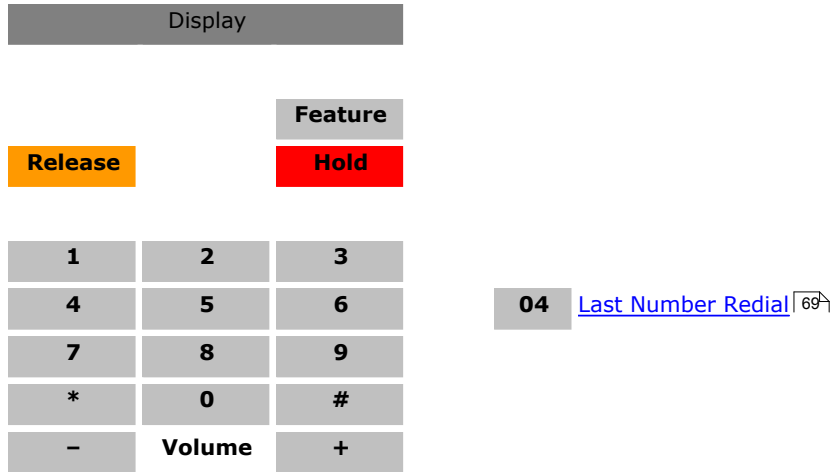 Display
Feature
Release Hold
1 2 3
4 5 6 04 Last Number Redial 69
7 8 9
* 0 #
– Volume +